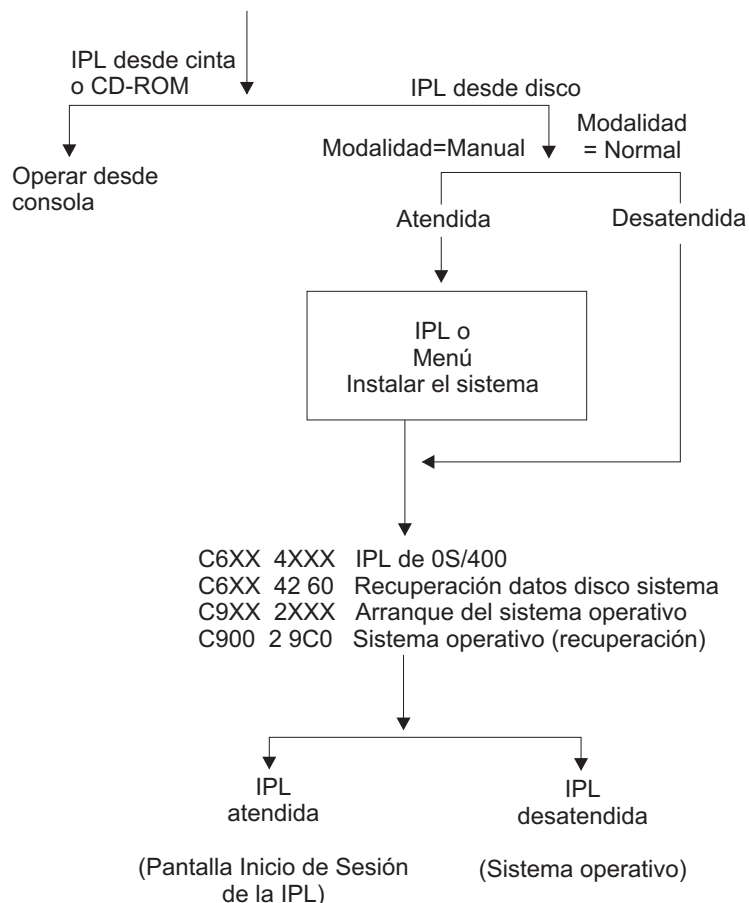 IPL desde cinta
o CD-ROM
IPL desde disco
Operar desde
consola
Modalidad=Manual
Modalidad
= Normal
Atendida
Desatendida
IPL o
Menú
Instalar el sistema
C6XX 4XXX IPL de 0S/400
C6XX 42 60 Recuperación datos disco sistema
C9XX 2XXX Arranque del sistema operativo
C900 2 9C0 Sistema operativo (recuperación)
IPL
atendida
(Pantalla Inicio de Sesión
de la IPL)
IPL
desatendida
(Sistema operativo)